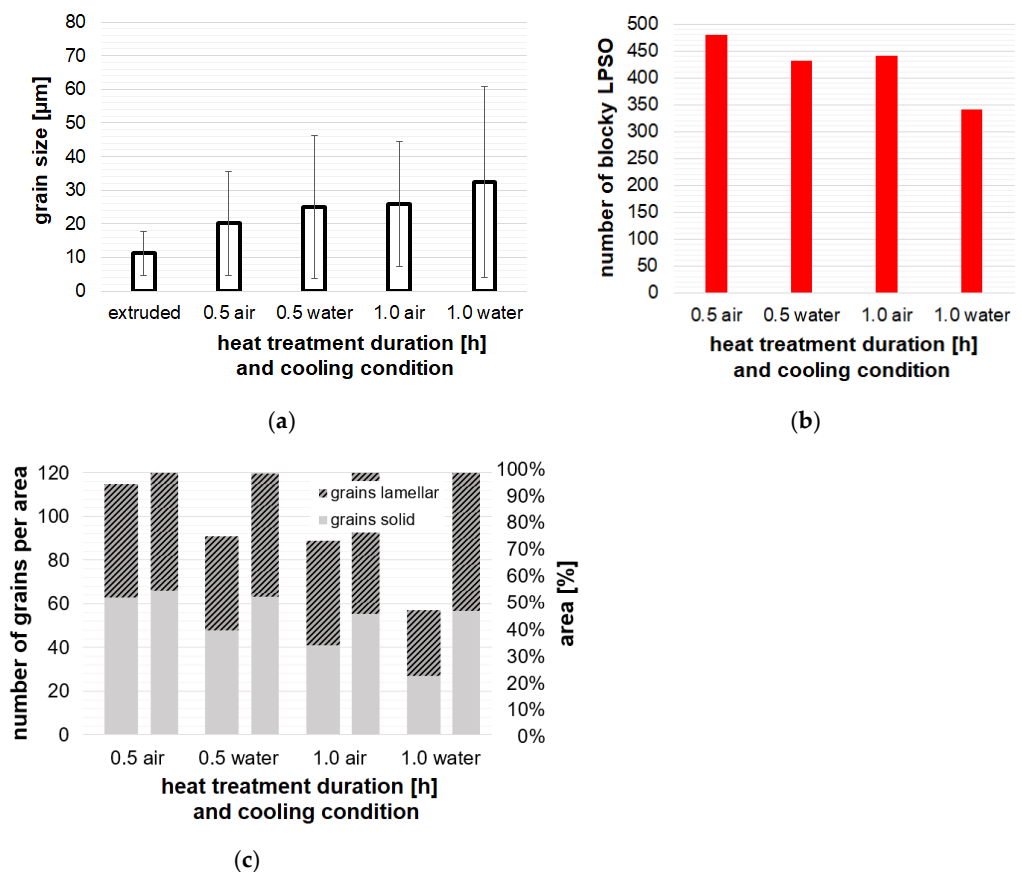 80
70
60
50
40
30
20
10
0
grain size [µm]
extruded 0.5 air 0.5 water 1.0 air 1.0 water
heat treatment duration [h]
and cooling condition
(a)
500
450
400
350
300
250
200
150
100
50
0
number of blocky LPSO
0.5 air 0.5 water 1.0 air 1.0 water
heat treatment duration [h]
and cooling condition
(b)
120
100
80
60
40
20
0
number of grains per area
grains lamellar
grains solid
100%
90%
80%
70%
60%
50%
40%
30%
20%
10%
0%
area [%]
0.5 air 0.5 water 1.0 air 1.0 water
heat treatment duration [h]
and cooling condition
(c)